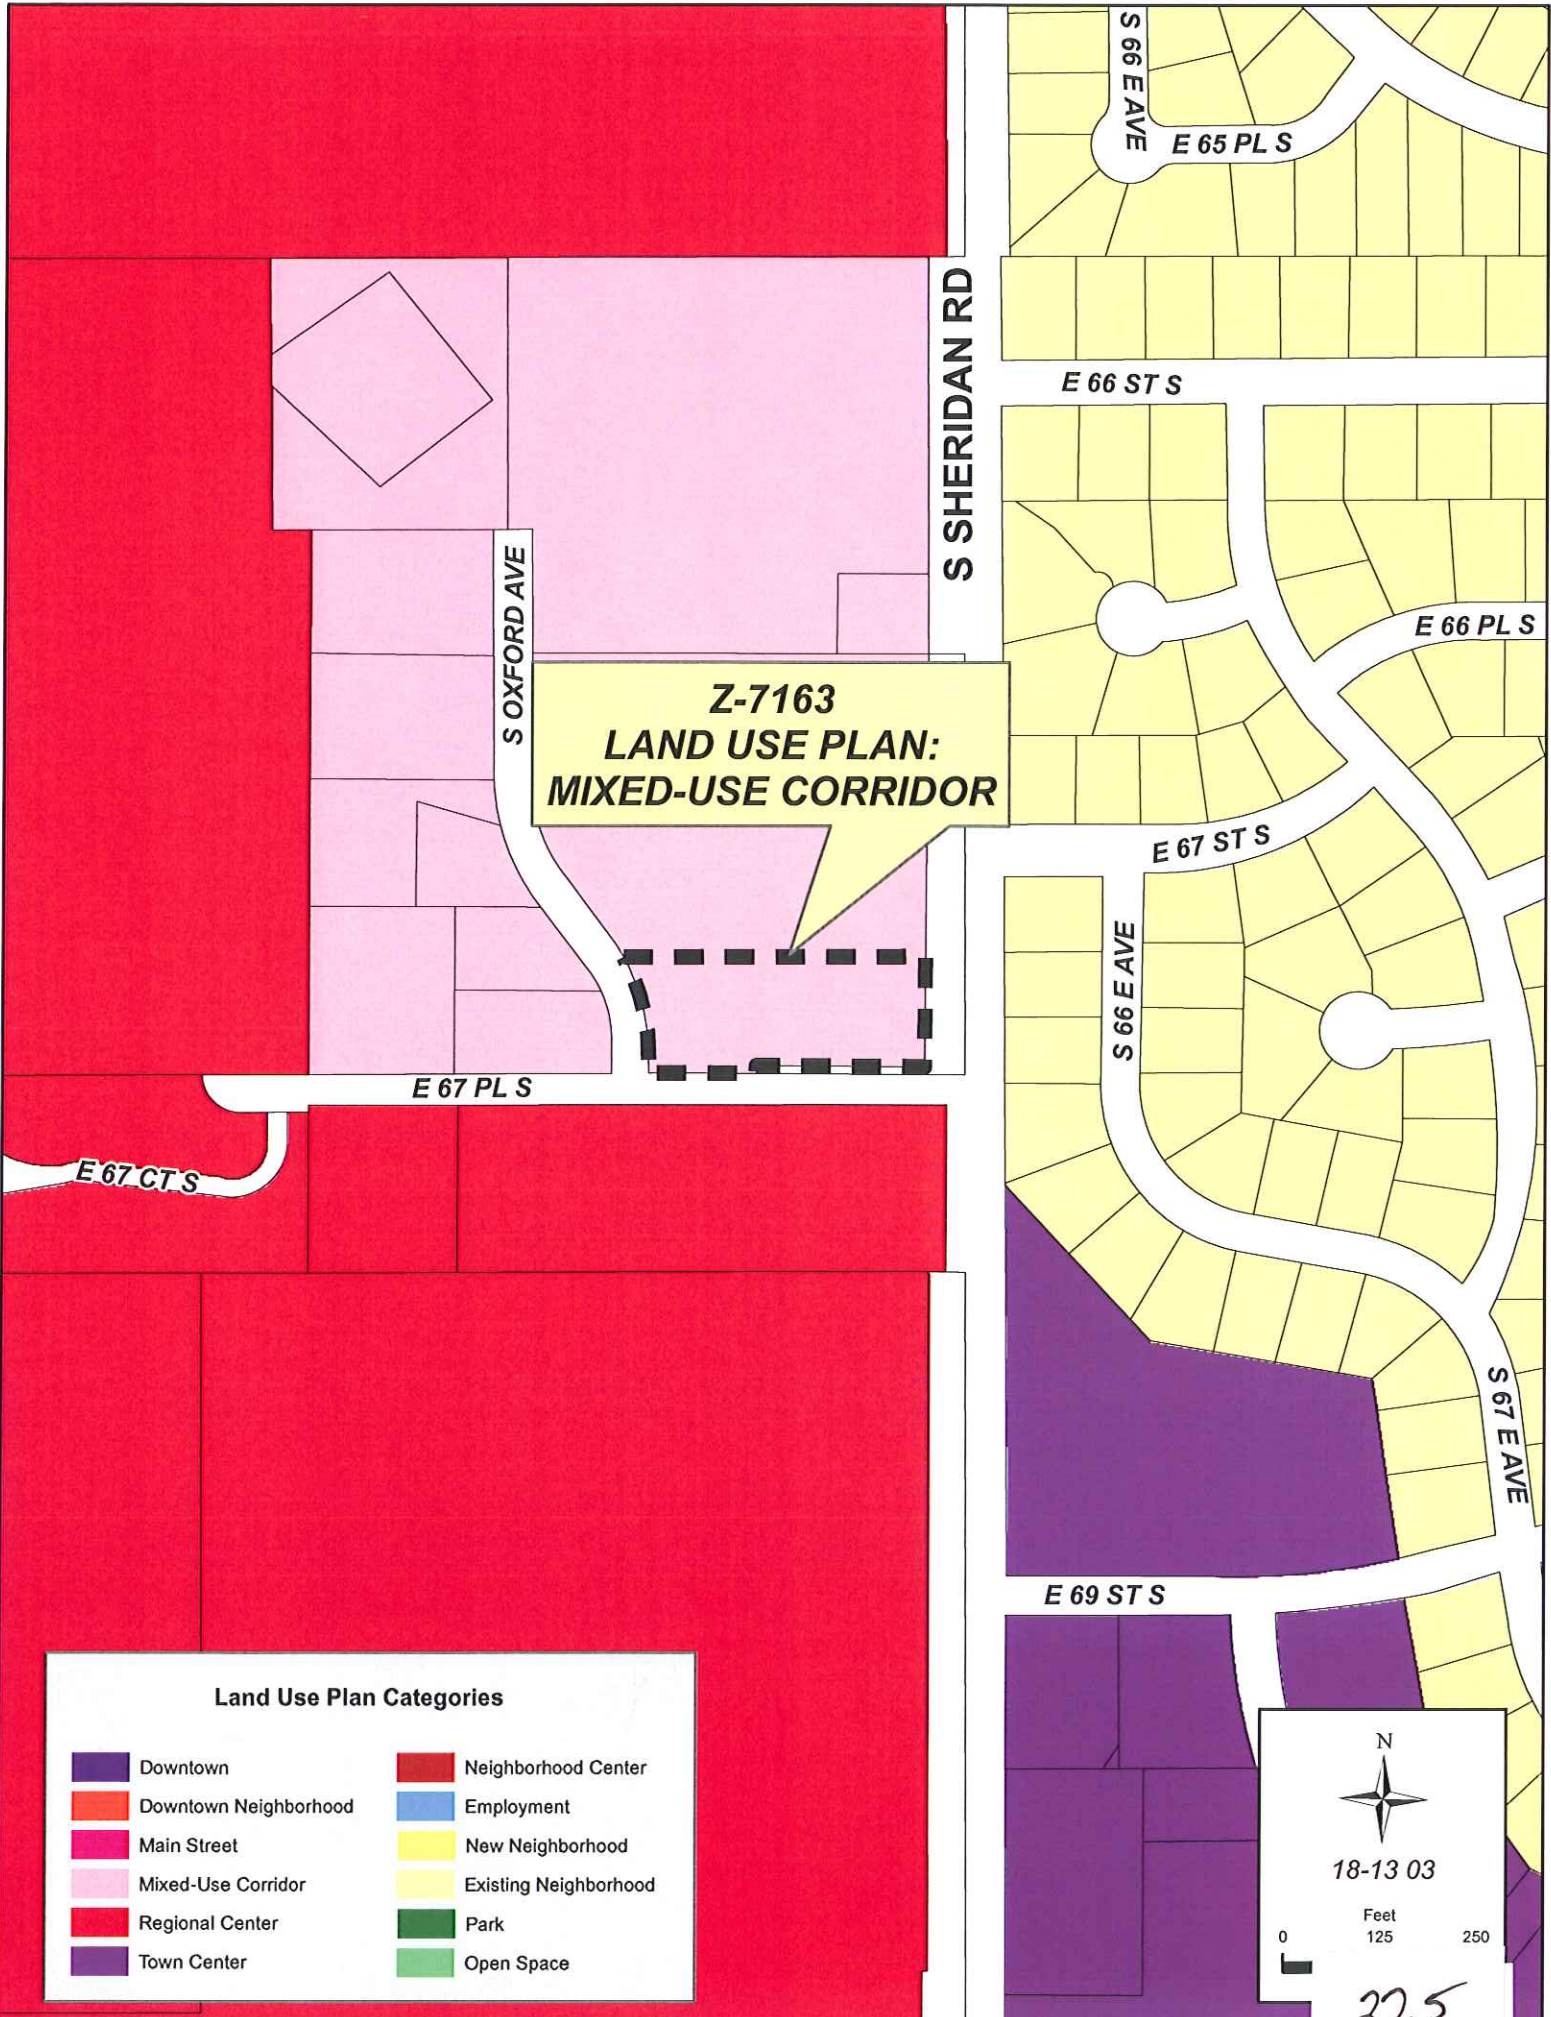 S 66 E AVE
E 65 PL S
S SHERIDAN RD
E 66 ST S
S OXFORD AVE
E 66 PL S
Z-7163
LAND USE PLAN:
MIXED-USE CORRIDOR
E 67 ST S
S 66 E AVE
E 67 PL S
E 67 CT S
S 67 E AVE
E 69 ST S
Land Use Plan Categories
Downtown
Downtown Neighborhood
Main Street
Mixed-Use Corridor
Regional Center
Town Center
Neighborhood Center
Employment
New Neighborhood
Existing Neighborhood
Park
Open Space
N
18-13 03
Feet
0 125 250
22.5